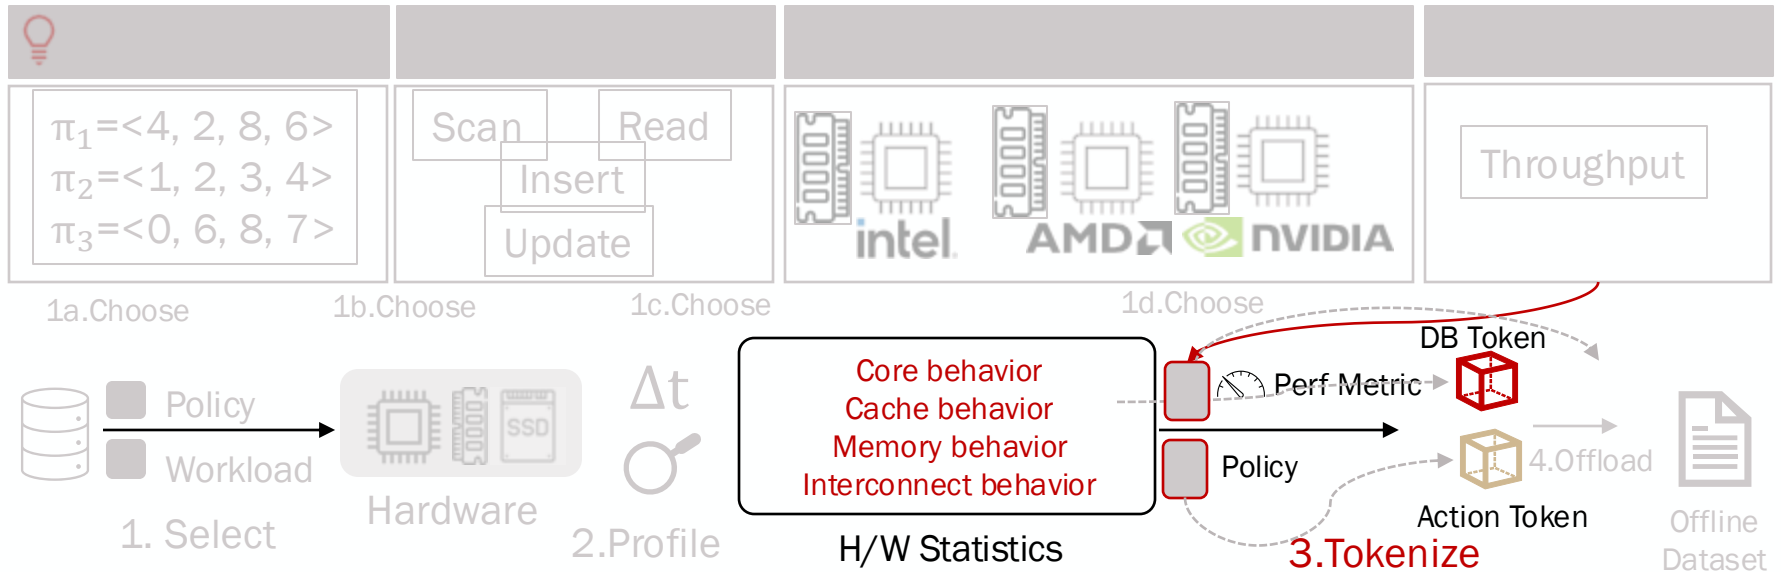 π₁=<4, 2, 8, 6>
π₂=<1, 2, 3, 4>
π₃=<0, 6, 8, 7>
Scan
Read
Insert
Update
intel.
AMD
NVIDIA
Throughput
1a.Choose
1b.Choose
1c.Choose
1d.Choose
Policy
Workload
SSD
Hardware
1. Select
Δt
2.Profile
Core behavior
Cache behavior
Memory behavior
Interconnect behavior
H/W Statistics
Perf Metric
Policy
DB Token
Action Token
3.Tokenize
4.Offload
Offline
Dataset